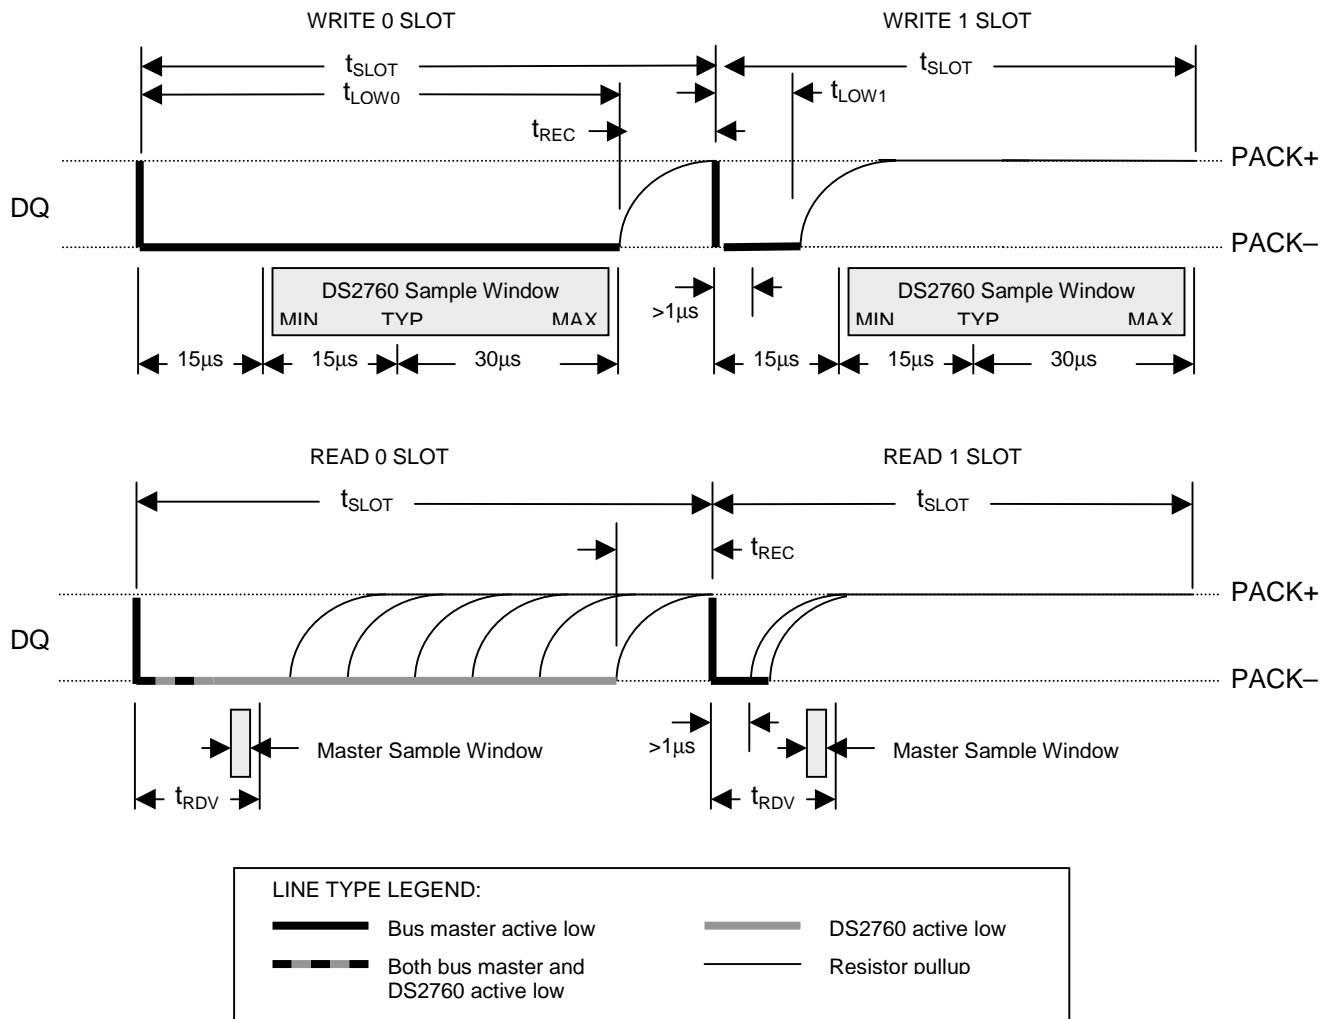 WRITE 0 SLOT WRITE 1 SLOT
tSLOT tSLOT
tLOW0 tLOW1
tREC
PACK+
DQ
PACK–
DS2760 Sample Window >1µs DS2760 Sample Window
MIN TYP MAX MIN TYP MAX
15µs 15µs 30µs 15µs 15µs 30µs
READ 0 SLOT READ 1 SLOT
tSLOT tSLOT
tREC
PACK+
DQ
PACK–
>1µs
Master Sample Window Master Sample Window
tRDV tRDV
LINE TYPE LEGEND:
Bus master active low DS2760 active low
Both bus master and Resistor pullup
DS2760 active low